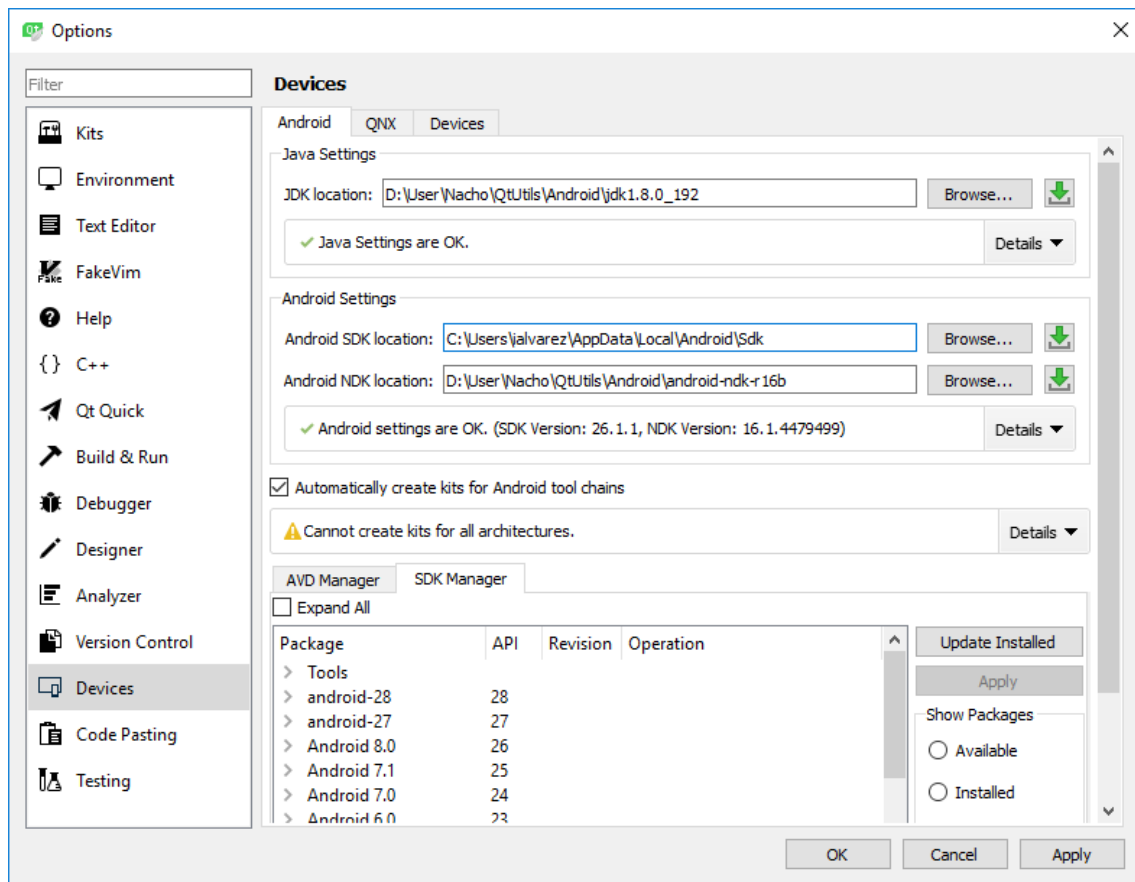 Options
Filter
Kits
Environment
Text Editor
FakeVim
Help
C++
Qt Quick
Build & Run
Debugger
Designer
Analyzer
Version Control
Devices
Code Pasting
Testing
Devices
Android QNX Devices
Java Settings
JDK location: D:\User\Nacho\QtUtils\Android\jdk1.8.0_192 Browse...
Java Settings are OK. Details
Android Settings
Android SDK location: C:\Users\ialvarez\AppData\Local\Android\Sdk Browse...
Android NDK location: D:\User\Nacho\QtUtils\Android\android-ndk-r16b Browse...
Android settings are OK. (SDK Version: 26.1.1, NDK Version: 16.1.4479499) Details
Automatically create kits for Android tool chains
Cannot create kits for all architectures. Details
AVD Manager SDK Manager
Expand All
Package API Revision Operation
Tools
android-28 28
android-27 27
Android 8.0 26
Android 7.1 25
Android 7.0 24
Android 6.0 23
Update Installed
Apply
Show Packages
Available
Installed
OK Cancel Apply